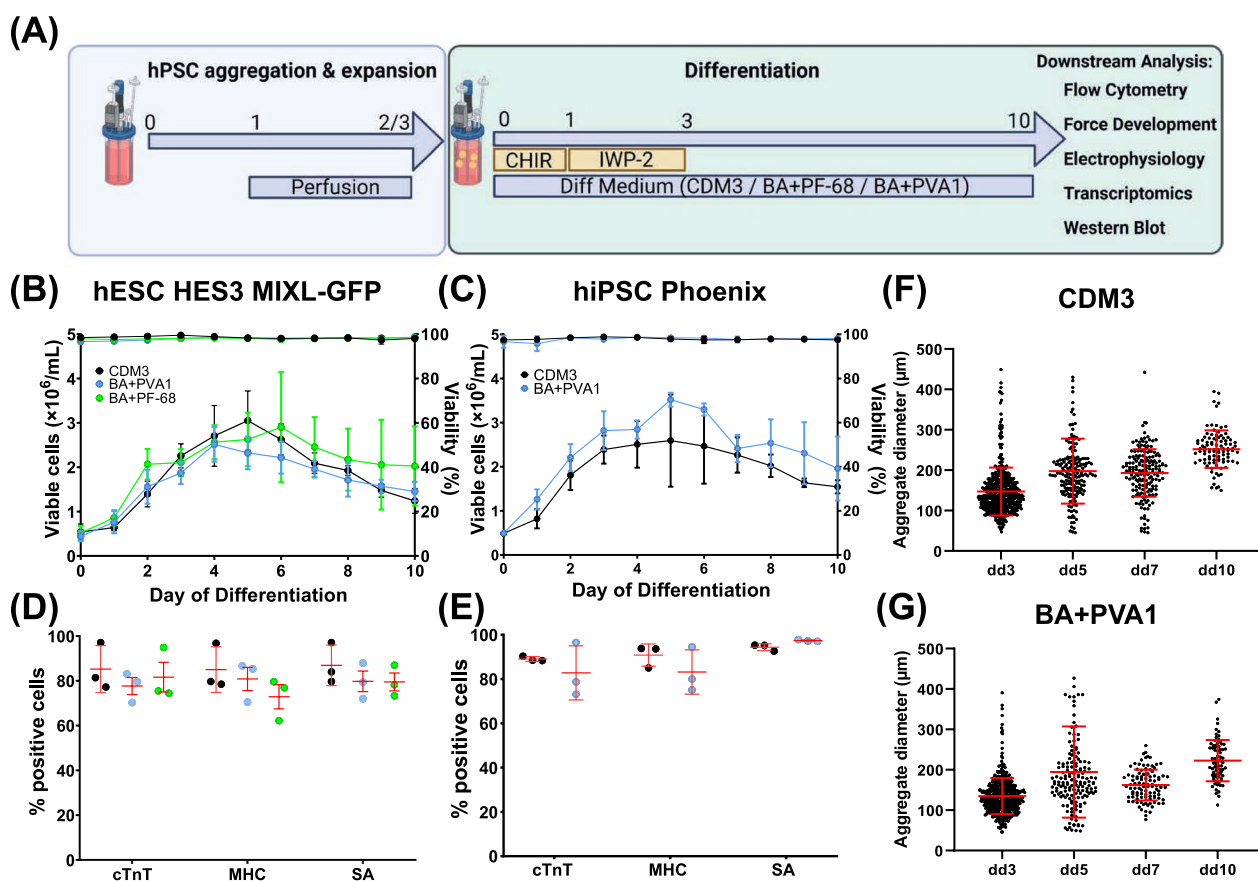 (A)
hPSC aggregation & expansion
0 1 2/3
Perfusion
Differentiation
0 1 3 10
CHIR IWP-2
Diff Medium (CDM3 / BA+PF-68 / BA+PVA1)
Downstream Analysis:
Flow Cytometry
Force Development
Electrophysiology
Transcriptomics
Western Blot
(B) hESC HES3 MIXL-GFP
Viable cells (×10⁶/mL)
5
4
3
2
1
0
CDM3
BA+PVA1
BA+PF-68
100
80
60
40
20
0
Viability (%)
0 2 4 6 8 10
Day of Differentiation
(C) hiPSC Phoenix
Viable cells (×10⁶/mL)
5
4
3
2
1
0
CDM3
BA+PVA1
100
80
60
40
20
0
Viability (%)
0 2 4 6 8 10
Day of Differentiation
(D)
% positive cells
100
80
60
40
20
0
cTnT MHC SA
(E)
% positive cells
100
80
60
40
20
0
cTnT MHC SA
(F) CDM3
Aggregate diameter (µm)
500
400
300
200
100
0
dd3 dd5 dd7 dd10
(G) BA+PVA1
Aggregate diameter (µm)
500
400
300
200
100
0
dd3 dd5 dd7 dd10